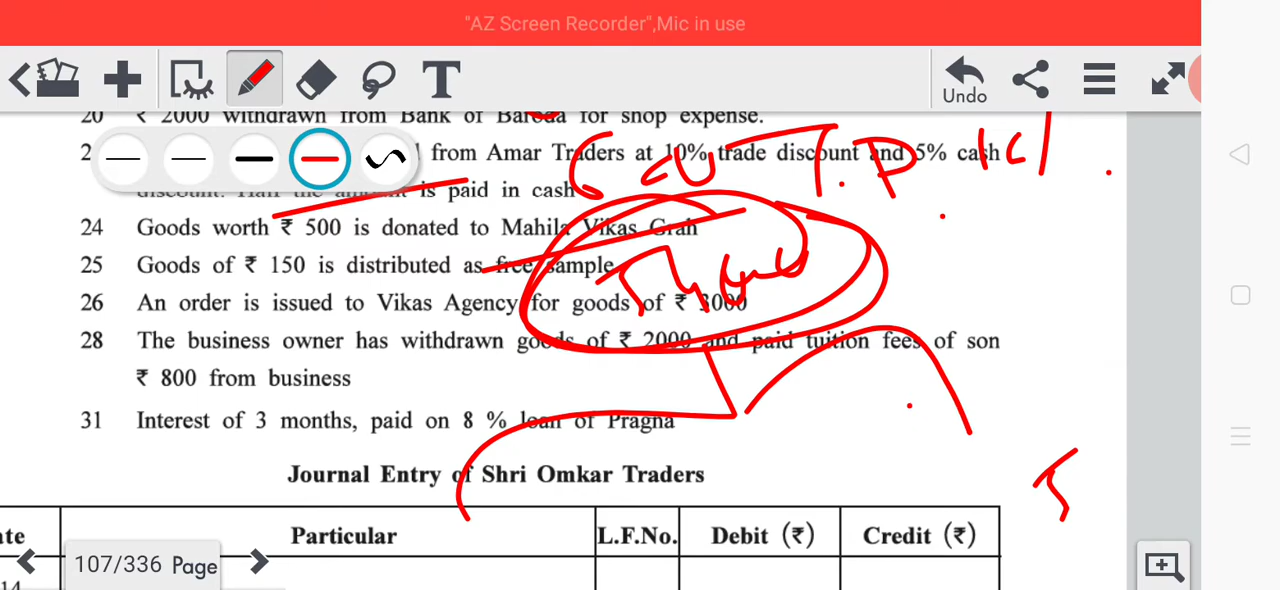 "AZ Screen Recorder",Mic in use
T
Undo
20 ₹ 2000 withdrawn from Bank of Baroda for shop expense.
2 from Amar Traders at 10% trade discount and 5% cash
discount. Half the amount is paid in cash
24 Goods worth ₹ 500 is donated to Mahila Vikas Grah
25 Goods of ₹ 150 is distributed as free sample
26 An order is issued to Vikas Agency for goods of ₹ 3000
28 The business owner has withdrawn goods of ₹ 2000 and paid tuition fees of son
₹ 800 from business
31 Interest of 3 months, paid on 8 % loan of Pragna
Journal Entry of Shri Omkar Traders
Particular L.F.No. Debit (₹) Credit (₹)
107/336 Page